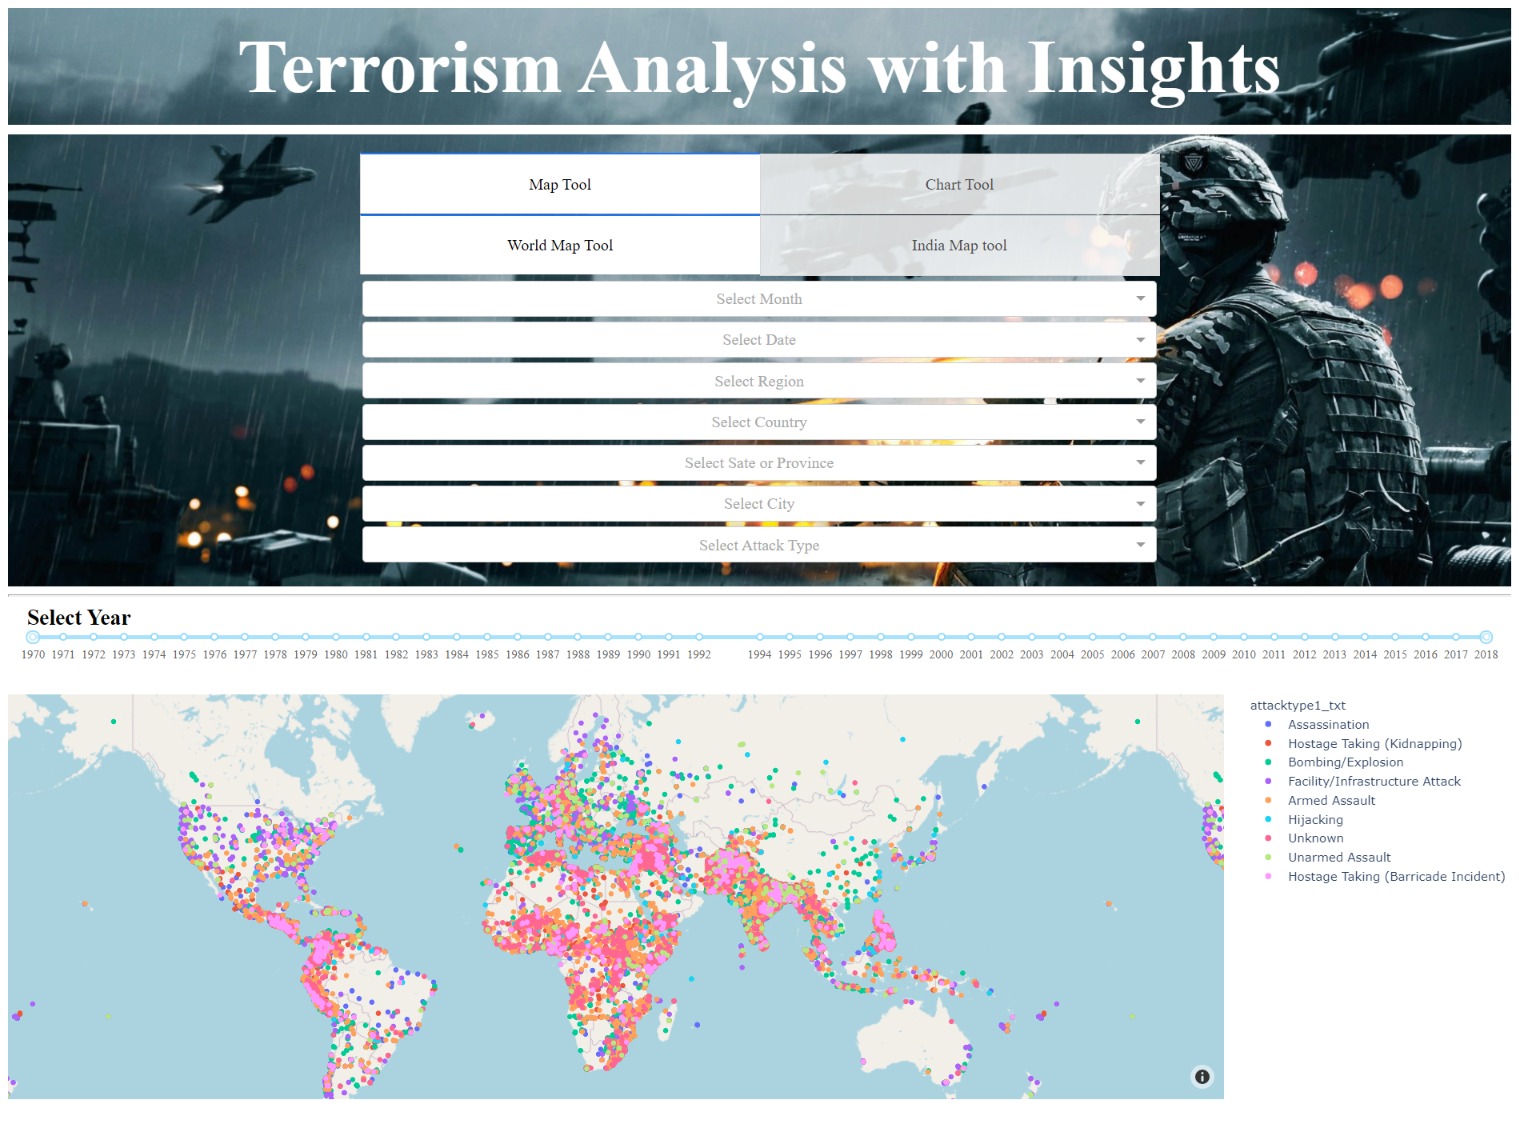 Terrorism Analysis with Insights
Map Tool
Chart Tool
World Map Tool
India Map tool
Select Month
Select Date
Select Region
Select Country
Select Sate or Province
Select City
Select Attack Type
Select Year
1970 1971 1972 1973 1974 1975 1976 1977 1978 1979 1980 1981 1982 1983 1984 1985 1986 1987 1988 1989 1990 1991 1992 1994 1995 1996 1997 1998 1999 2000 2001 2002 2003 2004 2005 2006 2007 2008 2009 2010 2011 2012 2013 2014 2015 2016 2017 2018
attacktype1_txt
Assassination
Hostage Taking (Kidnapping)
Bombing/Explosion
Facility/Infrastructure Attack
Armed Assault
Hijacking
Unknown
Unarmed Assault
Hostage Taking (Barricade Incident)